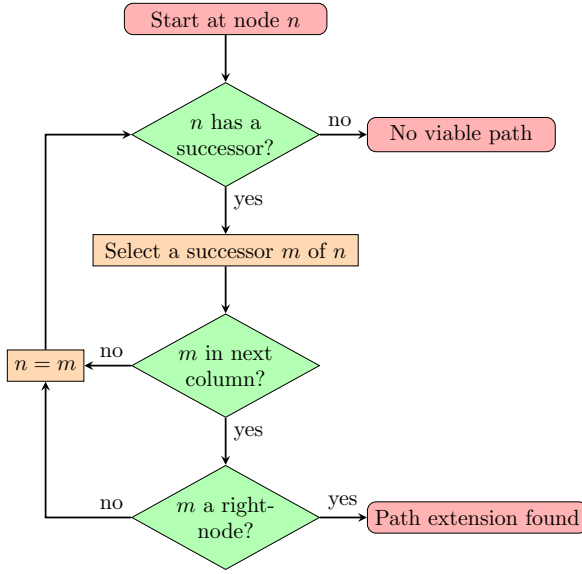 Start at node n
n has a
successor?
no
No viable path
yes
Select a successor m of n
m in next
column?
no
n = m
yes
m a right-
node?
no
yes
Path extension found